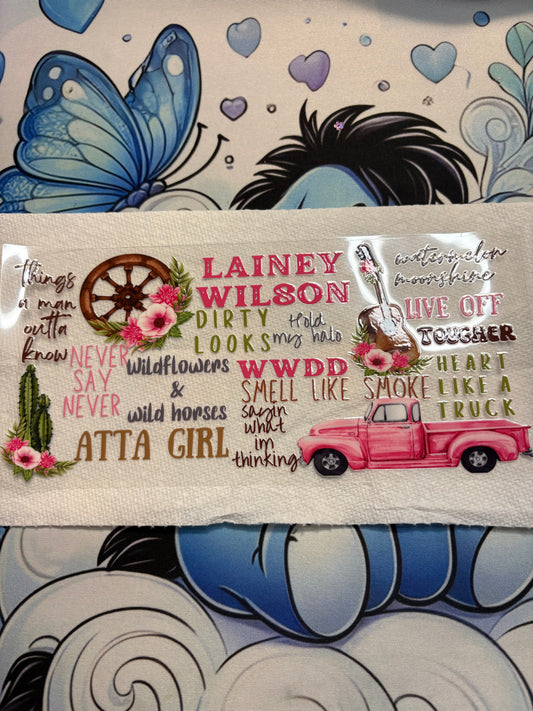 things
a man
outta
know
LAINEY
WILSON
DIRTY
LOOKS
Hold
my halo
watermelon
moonshine
LIVE OFF
TOUGHER
NEVER
SAY
NEVER
wildflowers
&
wild horses
WWDD
SMELL LIKE SMOKE
HEART
LIKE A
TRUCK
ATTA GIRL
sayin
what
im
thinking